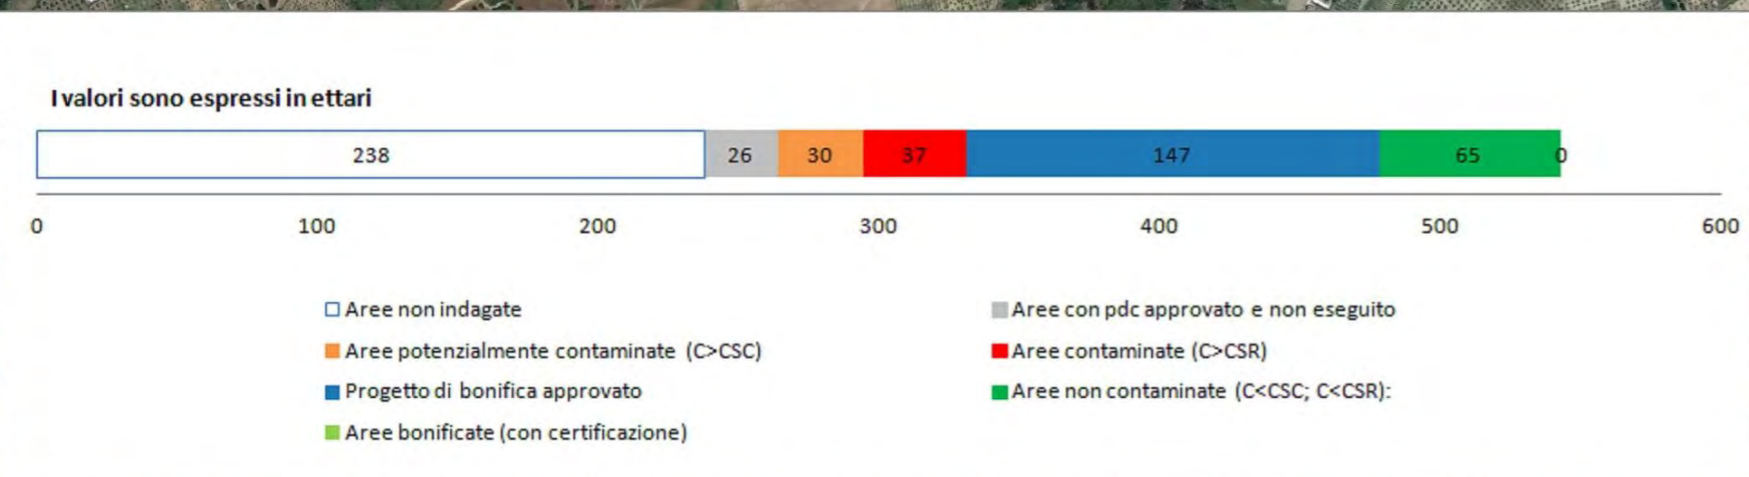 I valori sono espressi in ettari
238 26 30 37 147 65 0
0 100 200 300 400 500 600
Aree non indagate Aree con pdc approvato e non eseguito
Aree potenzialmente contaminate (C>CSC) Aree contaminate (C>CSR)
Progetto di bonifica approvato Aree non contaminate (C<CSC; C<CSR):
Aree bonificate (con certificazione)